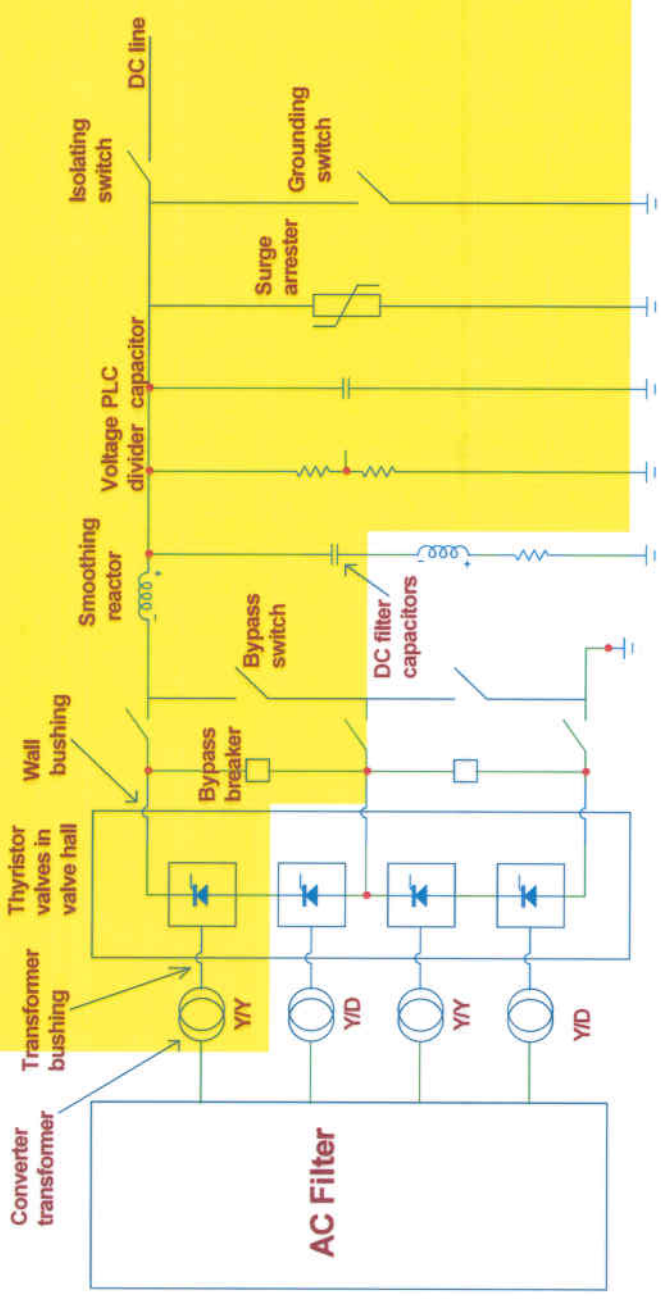 Converter
transformer
Transformer
bushing
Thyristor
valves in
valve hall
Wall
bushing
Smoothing
reactor
Voltage
divider
PLC
capacitor
Surge
arrester
Isolating
switch
Grounding
switch
DC line
Bypass
breaker
Bypass
switch
DC filter
capacitors
Y/Y
Y/D
Y/Y
Y/D
AC Filter